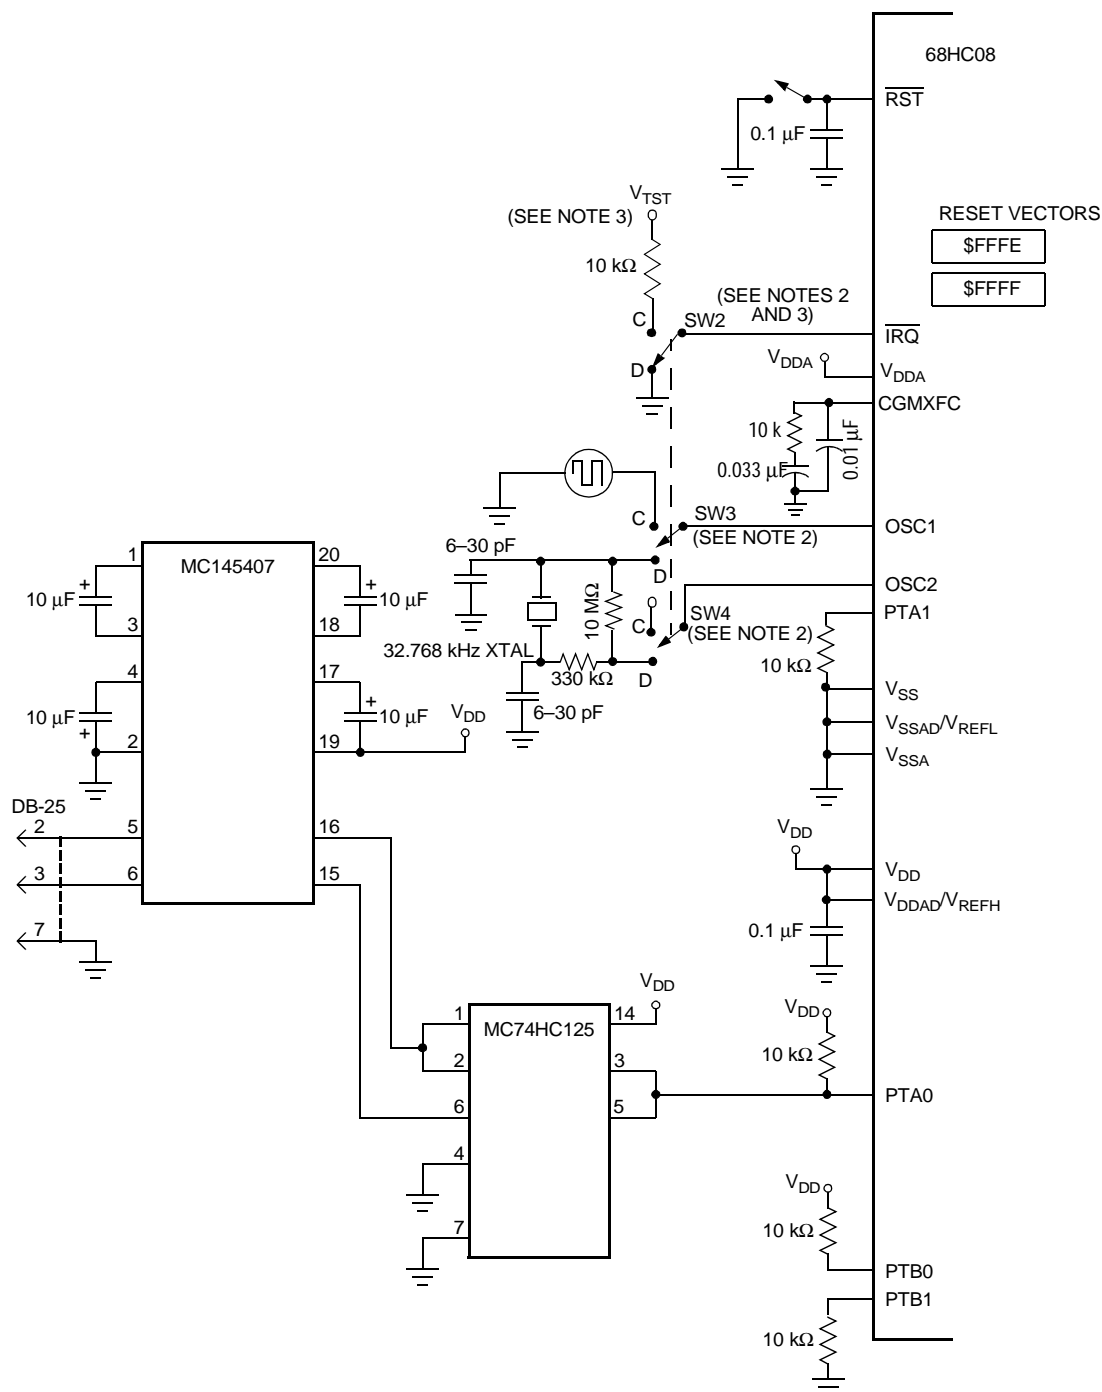 68HC08
RST
0.1 μF
VTST
(SEE NOTE 3)
RESET VECTORS
$FFFE
10 kΩ
$FFFF
(SEE NOTES 2
AND 3)
C
SW2
IRQ
VDDA
D
VDDA
CGMXFC
10 k
0.01 μF
0.033 μF
C
SW3
OSC1
(SEE NOTE 2)
6–30 pF
D
OSC2
10 MΩ
SW4
PTA1
C
(SEE NOTE 2)
32.768 kHz XTAL
10 kΩ
330 kΩ
D
VSS
6–30 pF
VSSAD/VREFL
VSSA
1
MC145407
20
10 μF
+
+
10 μF
3
18
4
17
10 μF
+
+
10 μF
VDD
2
19
DB-25
2
5
16
3
6
15
7
VDD
VDD
VDDAD/VREFH
0.1 μF
VDD
1
MC74HC125
14
VDD
10 kΩ
2
3
PTA0
6
5
4
VDD
7
10 kΩ
PTB0
PTB1
10 kΩ